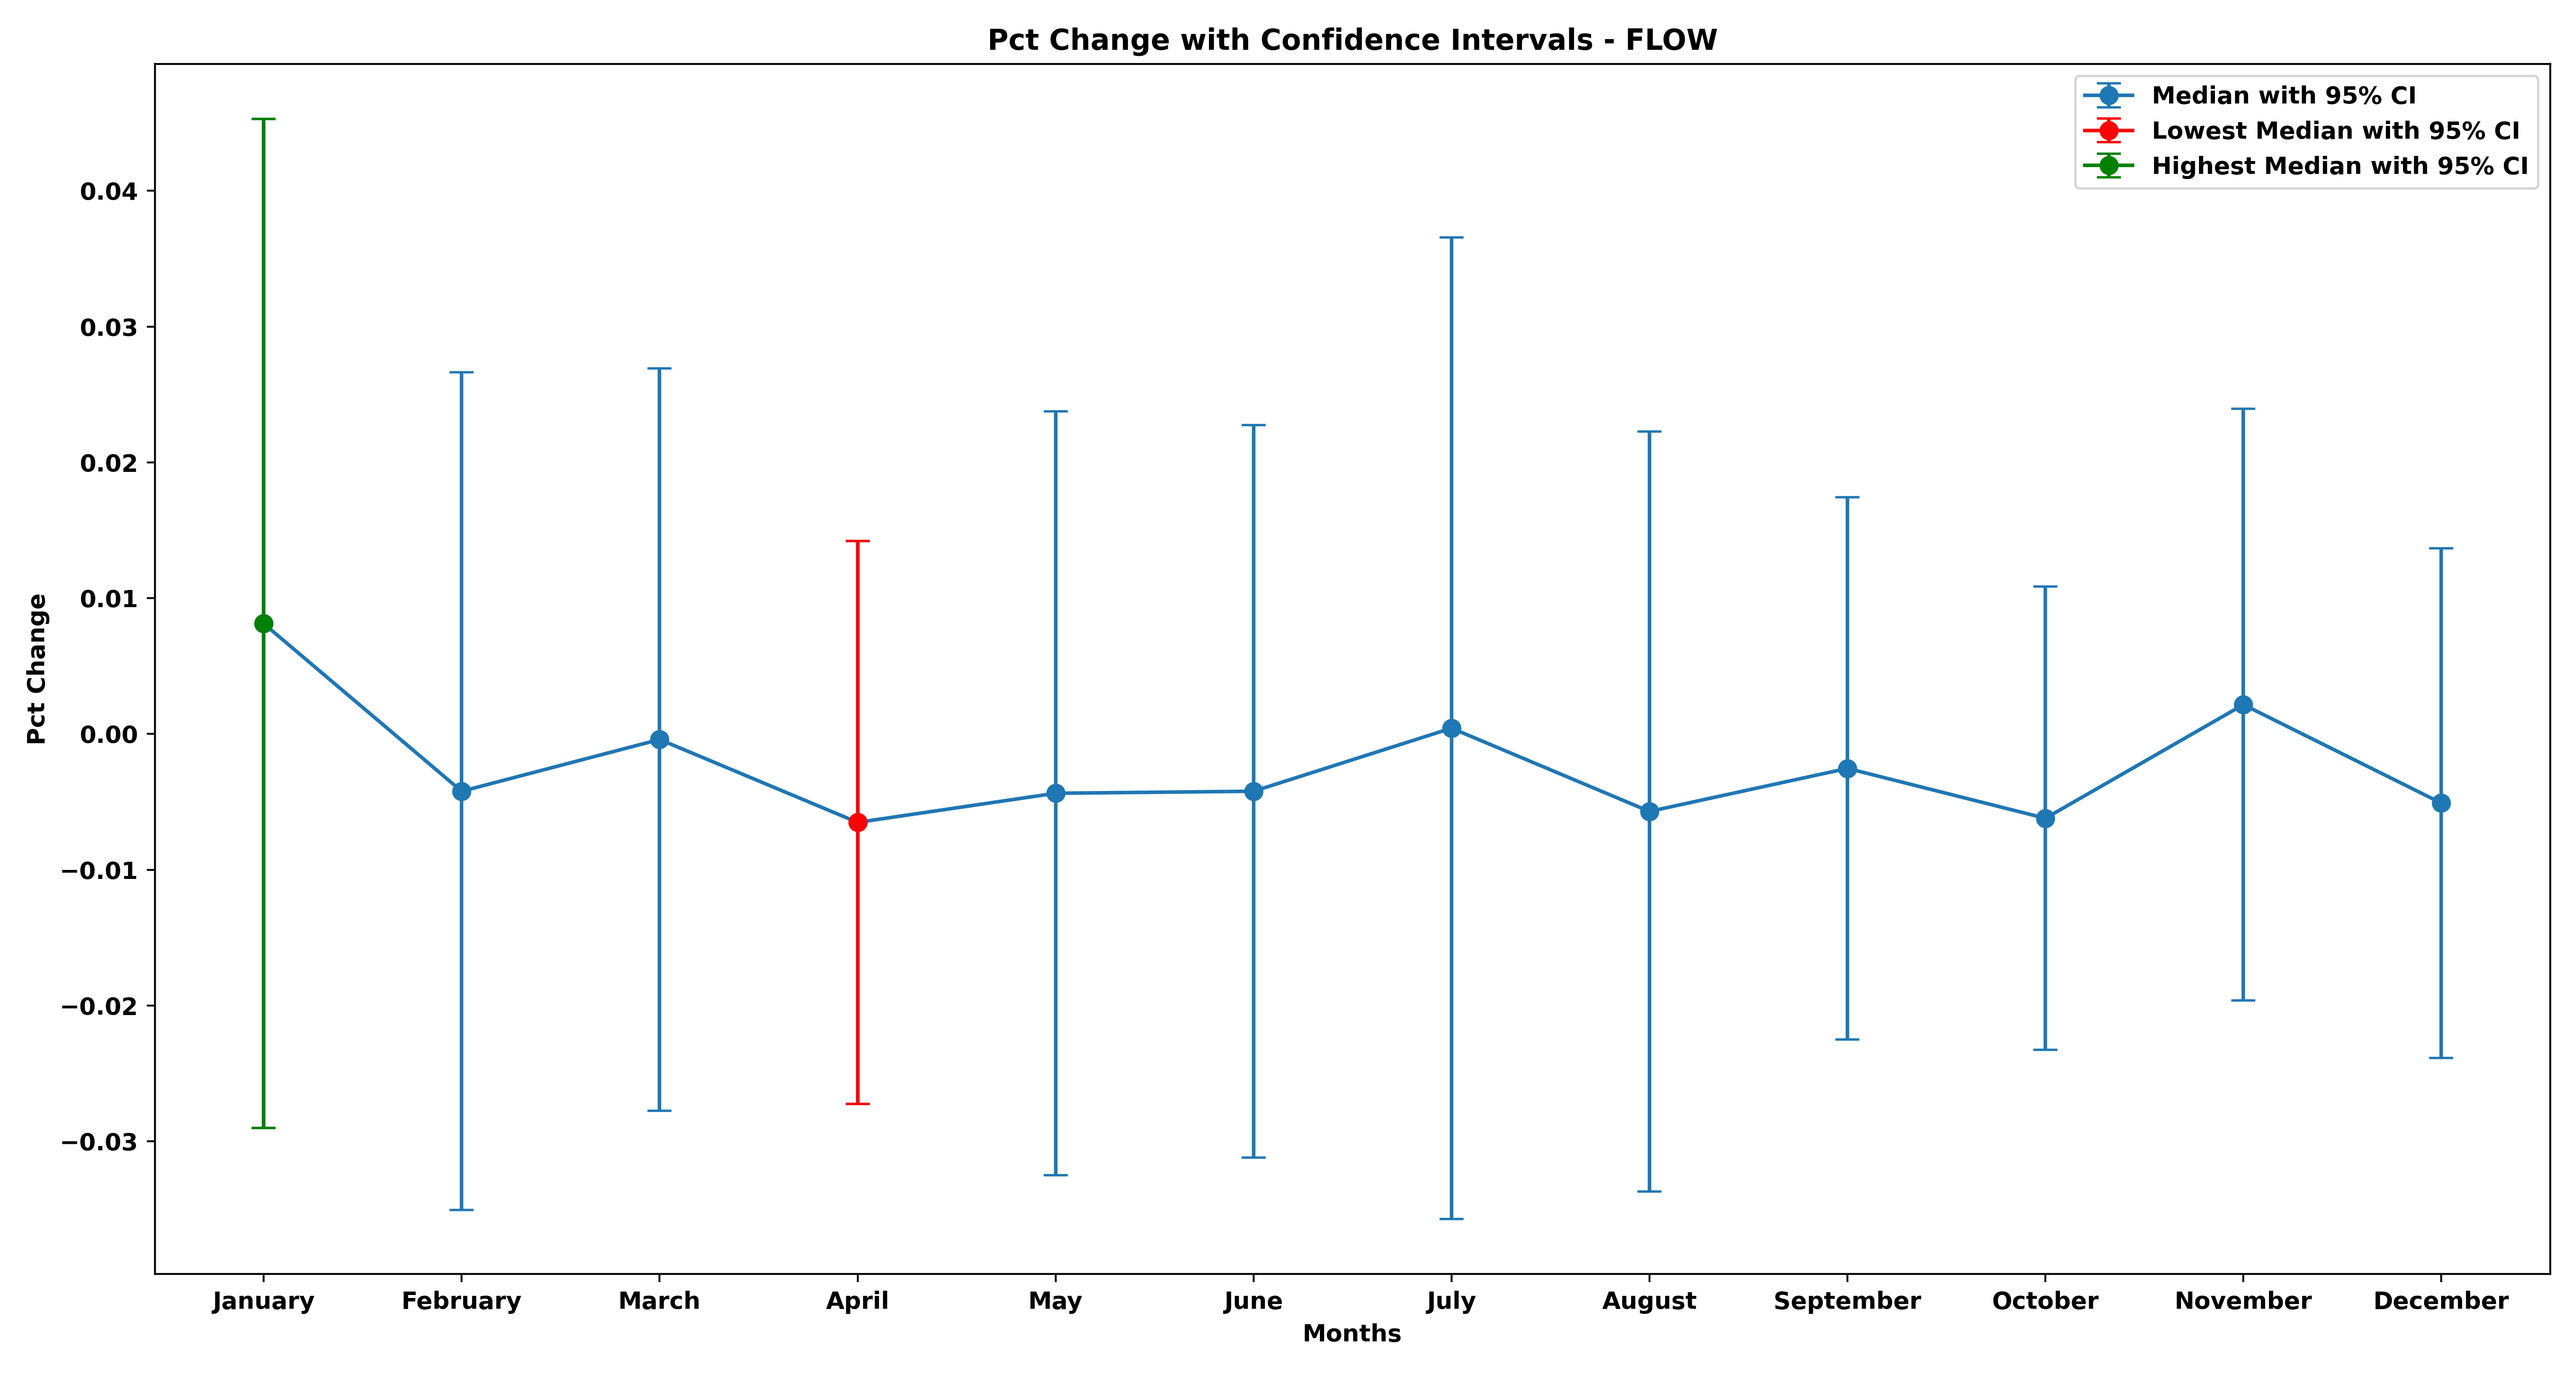 Pct Change with Confidence Intervals - FLOW
Median with 95% CI
Lowest Median with 95% CI
Highest Median with 95% CI
Pct Change
0.04
0.03
0.02
0.01
0.00
−0.01
−0.02
−0.03
January February March April May June July August September October November December
Months